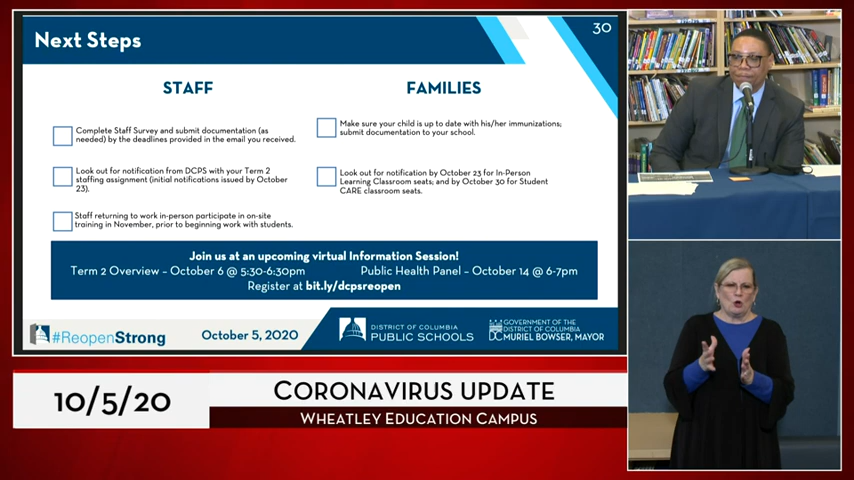 Next Steps
30
STAFF
FAMILIES
Complete Staff Survey and submit documentation (as
needed) by the deadlines provided in the email you received.
Look out for notification from DCPS with your Term 2
staffing assignment (initial notifications issued by October
23).
Staff returning to work in-person participate in on-site
training in November, prior to beginning work with students.
Make sure your child is up to date with his/her immunizations;
submit documentation to your school.
Look out for notification by October 23 for In-Person
Learning Classroom seats; and by October 30 for Student
CARE classroom seats.
Join us at an upcoming virtual Information Session!
Term 2 Overview – October 6 @ 5:30-6:30pm
Public Health Panel – October 14 @ 6-7pm
Register at bit.ly/dcpsreopen
#ReopenStrong
October 5, 2020
DISTRICT OF COLUMBIA
PUBLIC SCHOOLS
GOVERNMENT OF THE
DISTRICT OF COLUMBIA
DC MURIEL BOWSER, MAYOR
10/5/20
CORONAVIRUS UPDATE
WHEATLEY EDUCATION CAMPUS